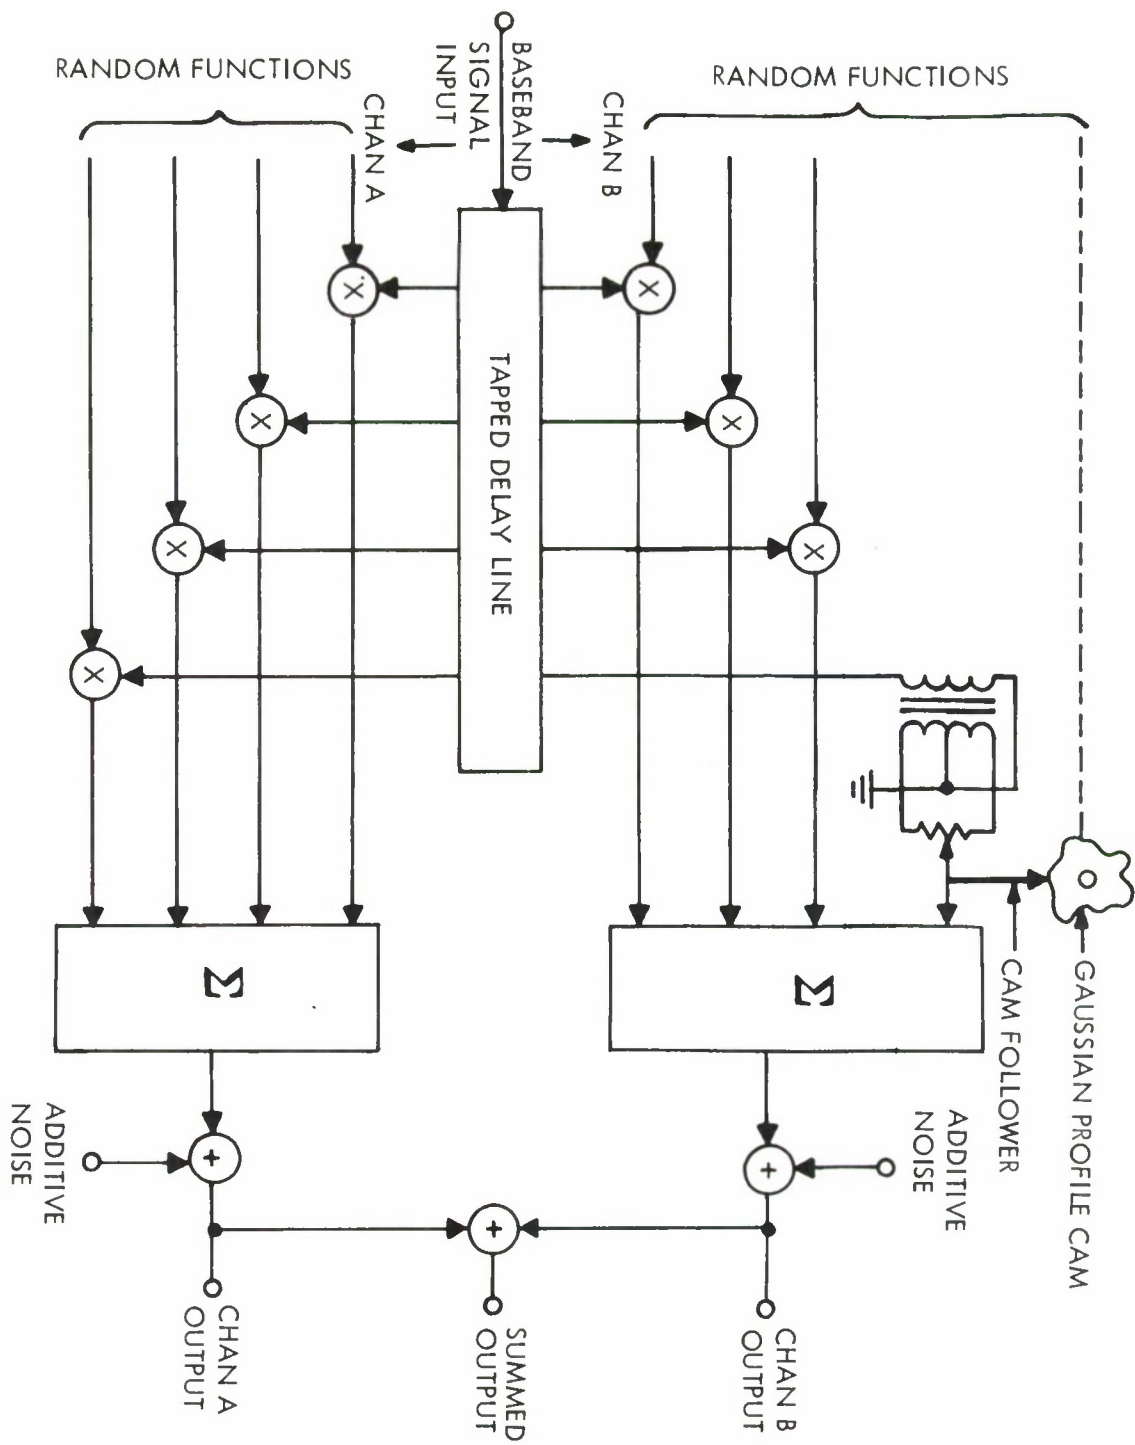 RANDOM FUNCTIONS
RANDOM FUNCTIONS
BASEBAND
SIGNAL
INPUT
CHAN A
CHAN B
X
X
X
X
X
X
X
TAPPED DELAY LINE
Σ
Σ
GAUSSIAN PROFILE CAM
CAM FOLLOWER
ADDITIVE
NOISE
ADDITIVE
NOISE
+
+
+
CHAN A
OUTPUT
SUMMED
OUTPUT
CHAN B
OUTPUT